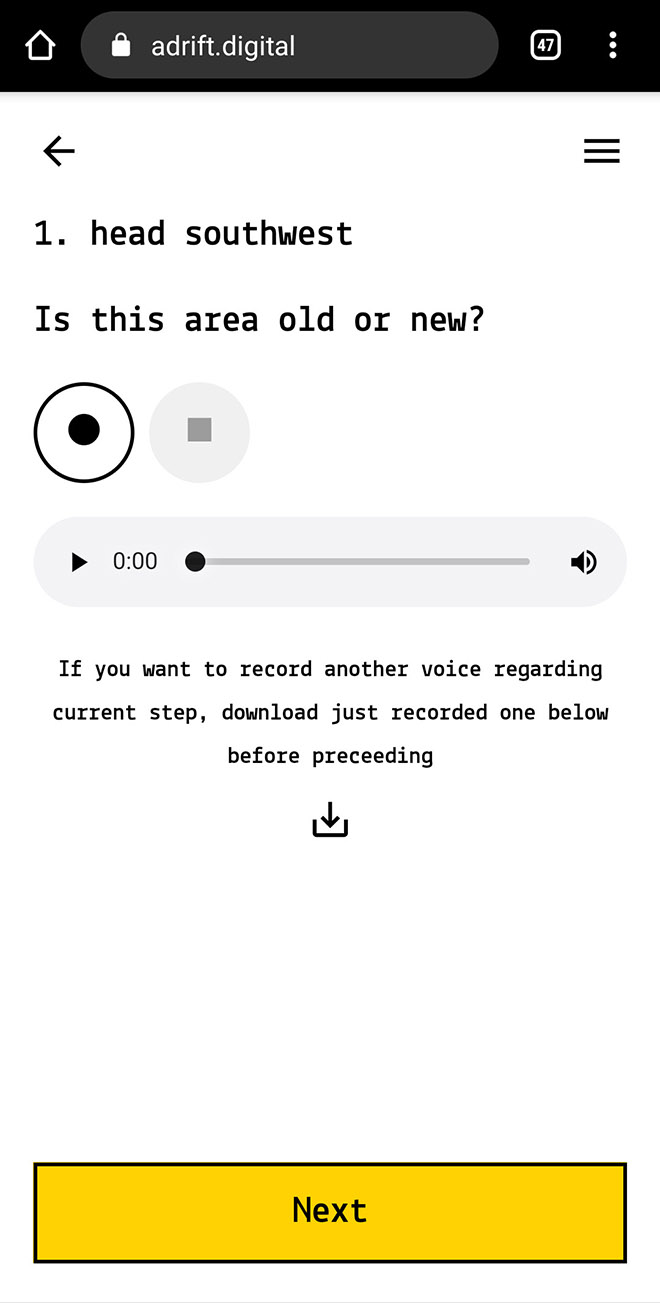 adrift.digital
47
1. head southwest
Is this area old or new?
0:00
If you want to record another voice regarding
current step, download just recorded one below
before preceeding
Next